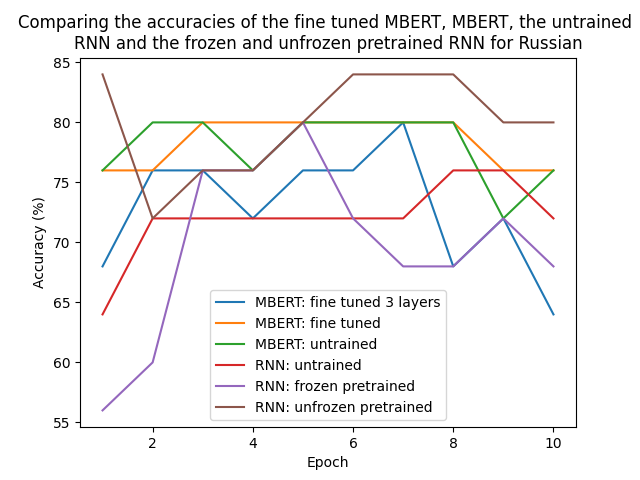 Comparing the accuracies of the fine tuned MBERT, MBERT, the untrained
RNN and the frozen and unfrozen pretrained RNN for Russian
85
80
75
70
65
60
55
Accuracy (%)
MBERT: fine tuned 3 layers
MBERT: fine tuned
MBERT: untrained
RNN: untrained
RNN: frozen pretrained
RNN: unfrozen pretrained
2 4 6 8 10
Epoch